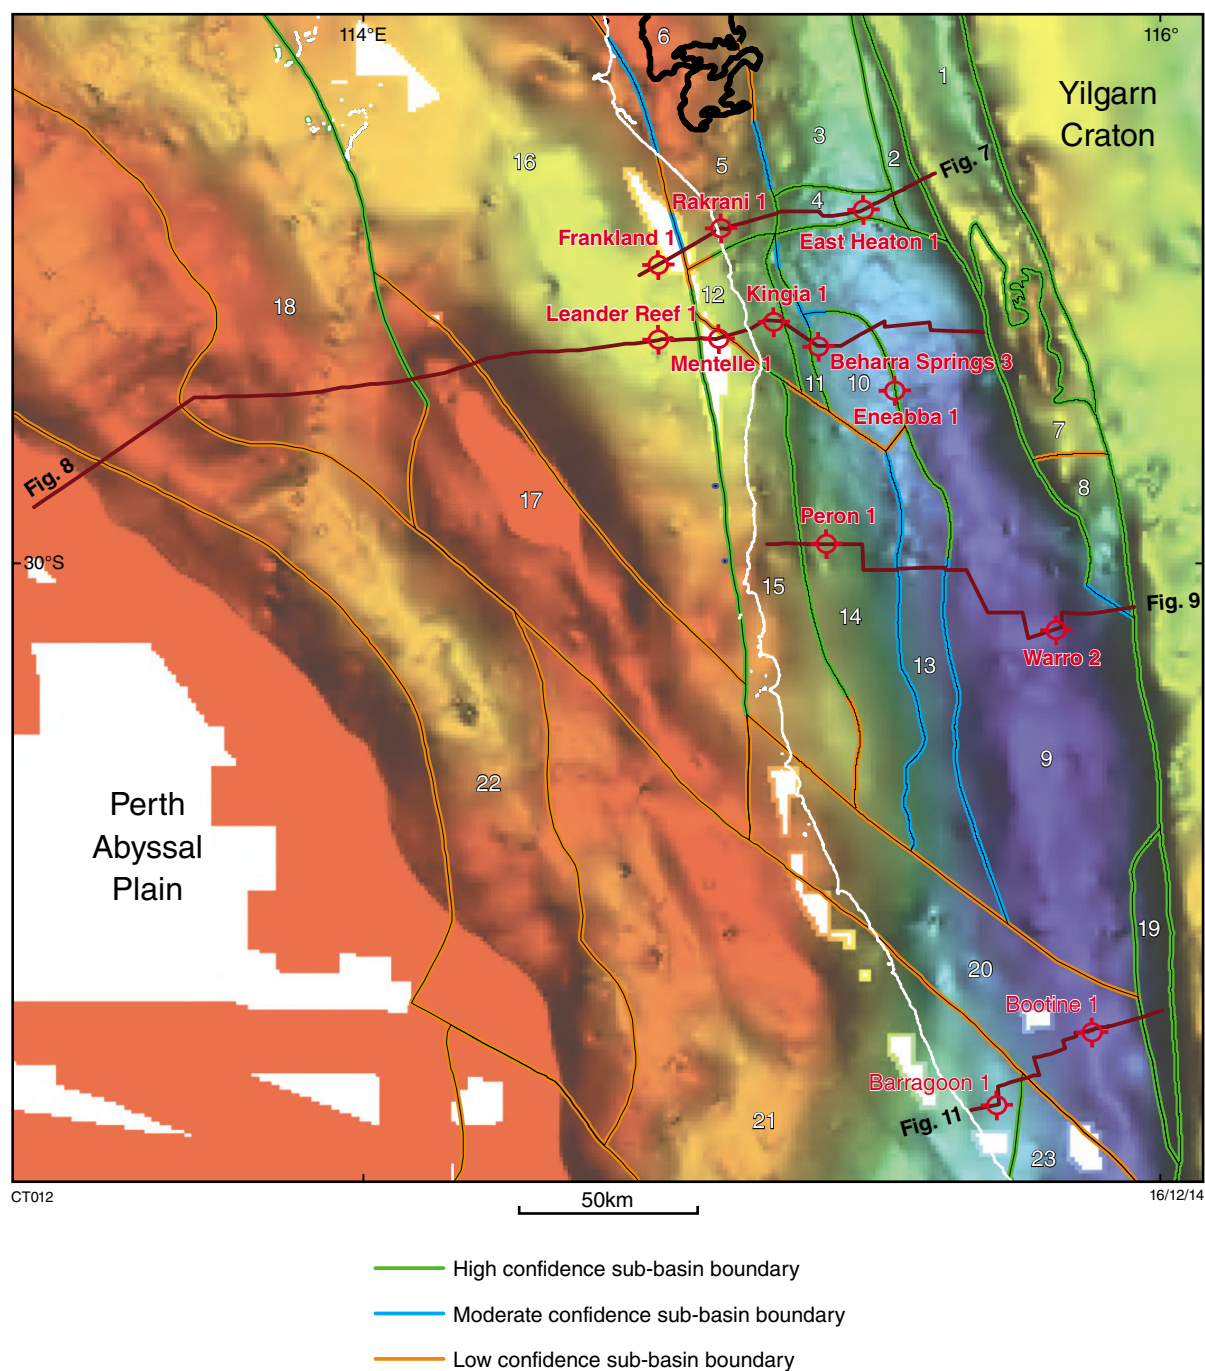 114°E
116°
6
1
Yilgarn
Craton
3
16
5
2
Fig. 7
4
Rakrani 1
Frankland 1
East Heaton 1
12
Kingia 1
18
Leander Reef 1
Mentelle 1
Beharra Springs 3
11
10
Eneabba 1
7
Fig. 8
8
17
Peron 1
30°S
15
14
Fig. 9
Warro 2
13
9
22
Perth
Abyssal
Plain
19
20
Bootine 1
Barragoon 1
21
Fig. 11
23
CT012
16/12/14
50km
High confidence sub-basin boundary
Moderate confidence sub-basin boundary
Low confidence sub-basin boundary